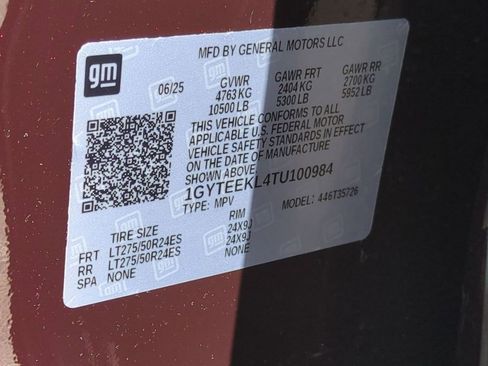 MFD BY GENERAL MOTORS LLC
gm
06/25 GVWR GAWR FRT GAWR RR
4763 KG 2404 KG 2700 KG
10500 LB 5300 LB 5952 LB
THIS VEHICLE CONFORMS TO ALL
APPLICABLE U.S. FEDERAL MOTOR
VEHICLE SAFETY STANDARDS IN EFFECT
ON THE DATE OF MANUFACTURE
SHOWN ABOVE.
1GYTEEKL4TU100984
TYPE: MPV MODEL: 446T35726
TIRE SIZE RIM
FRT LT275/50R24ES 24X9J
RR LT275/50R24ES 24X9J
SPA NONE NONE